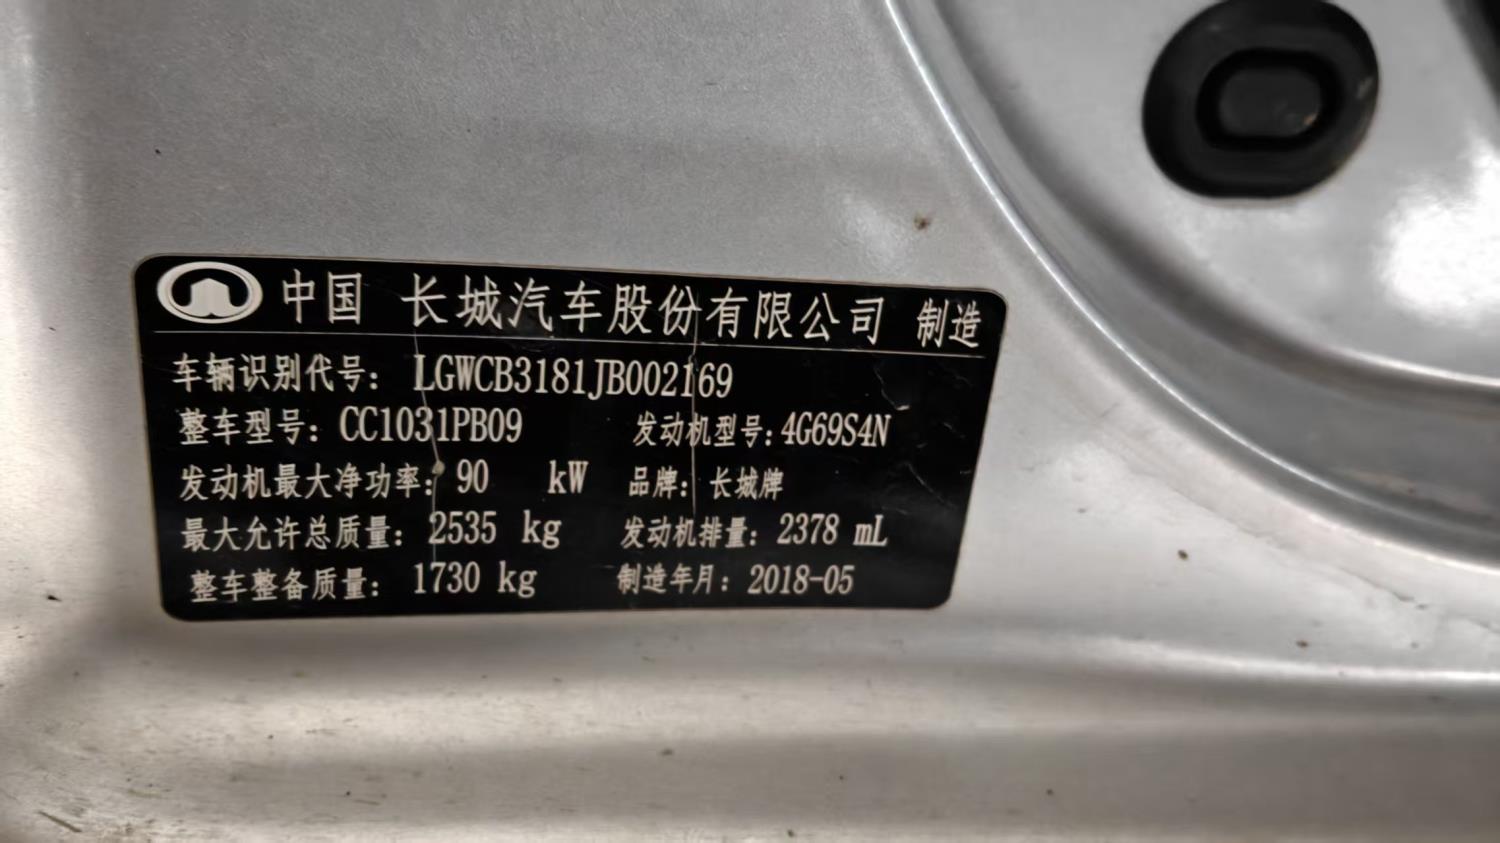 中国 长城汽车股份有限公司 制造
车辆识别代号: LGWCB3181JB002169
整车型号: CC1031PB09 发动机型号: 4G69S4N
发动机最大净功率: 90 kW 品牌: 长城牌
最大允许总质量: 2535 kg 发动机排量: 2378 mL
整车整备质量: 1730 kg 制造年月: 2018-05